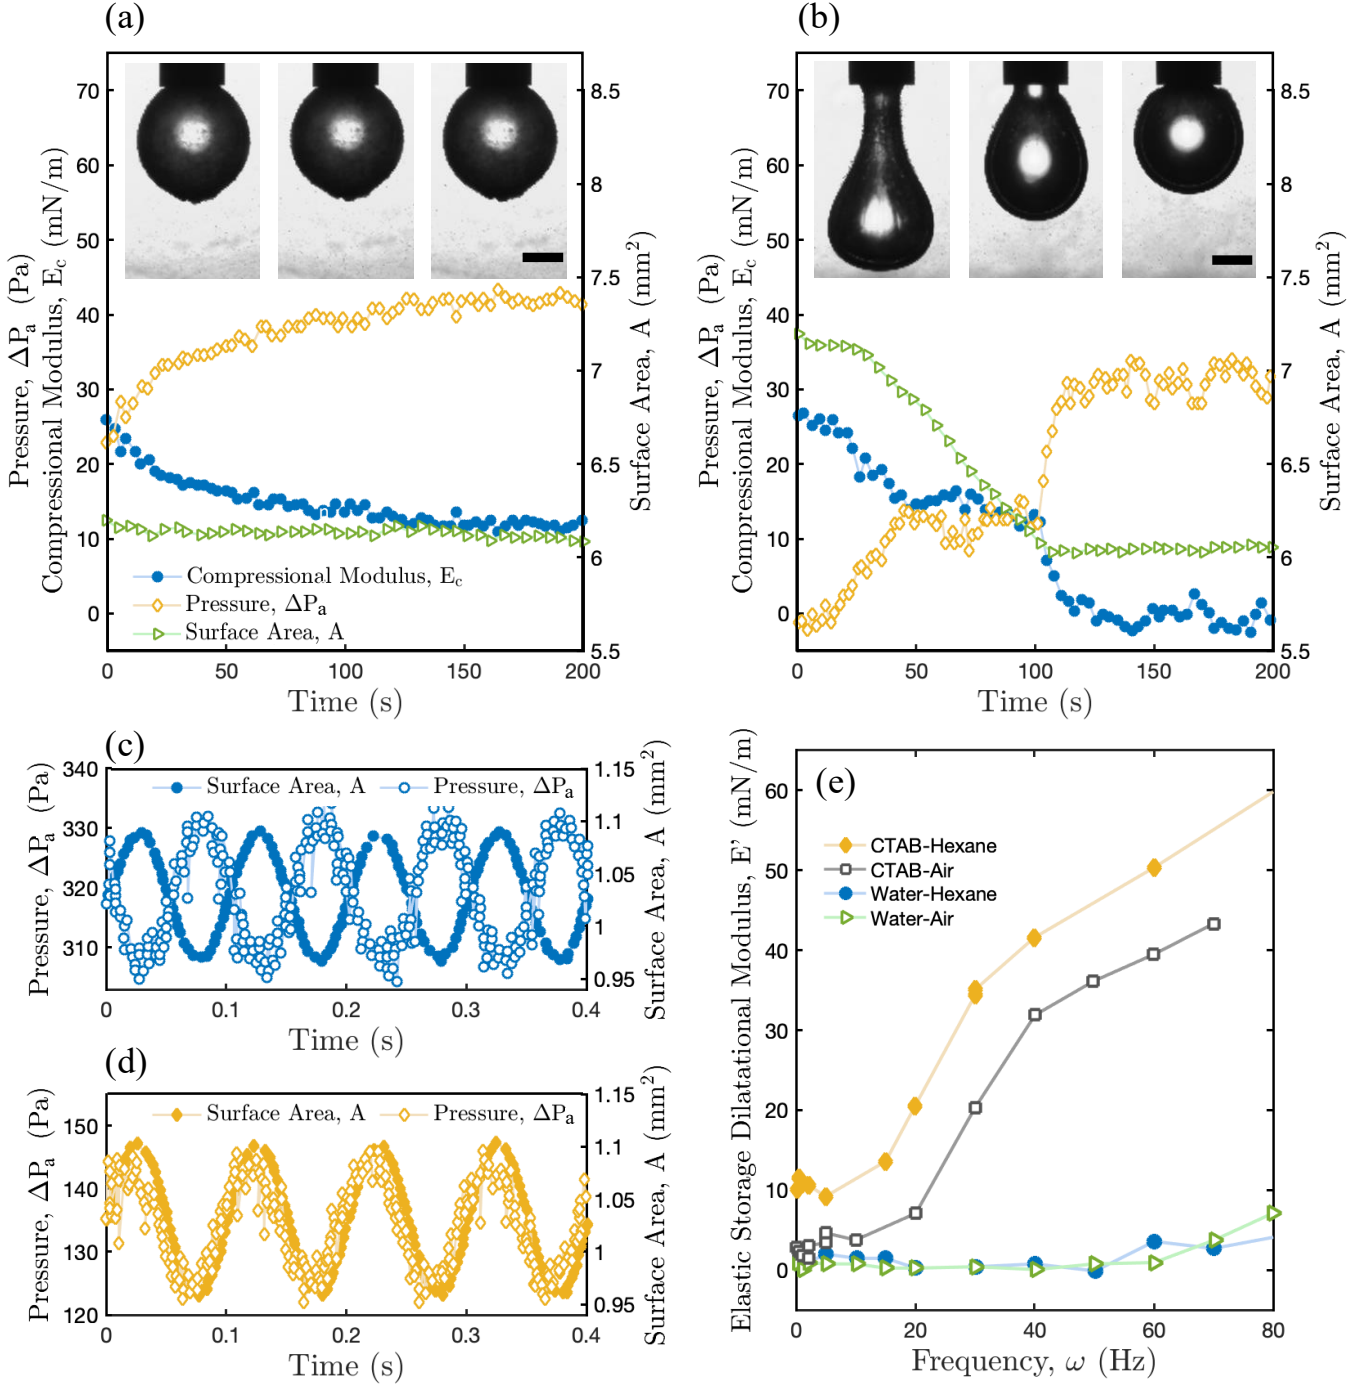 (a)
70
60
50
40
30
20
10
0
Pressure, ΔPₐ (Pa)
Compressional Modulus, E_c (mN/m)
8.5
8
7.5
7
6.5
6
5.5
Surface Area, A (mm²)
Compressional Modulus, E_c
Pressure, ΔPₐ
Surface Area, A
0 50 100 150 200
Time (s)
(b)
70
60
50
40
30
20
10
0
Pressure, ΔPₐ (Pa)
Compressional Modulus, E_c (mN/m)
8.5
8
7.5
7
6.5
6
5.5
Surface Area, A (mm²)
0 50 100 150 200
Time (s)
(c)
340
330
320
310
Pressure, ΔPₐ (Pa)
Surface Area, A Pressure, ΔPₐ
1.15
1.1
1.05
1
0.95
Surface Area, A (mm²)
0 0.1 0.2 0.3 0.4
Time (s)
(d)
150
140
130
120
Pressure, ΔPₐ (Pa)
Surface Area, A Pressure, ΔPₐ
1.15
1.1
1.05
1
0.95
Surface Area, A (mm²)
0 0.1 0.2 0.3 0.4
Time (s)
(e)
60
50
40
30
20
10
0
Elastic Storage Dilatational Modulus, E' (mN/m)
CTAB-Hexane
CTAB-Air
Water-Hexane
Water-Air
0 20 40 60 80
Frequency, ω (Hz)